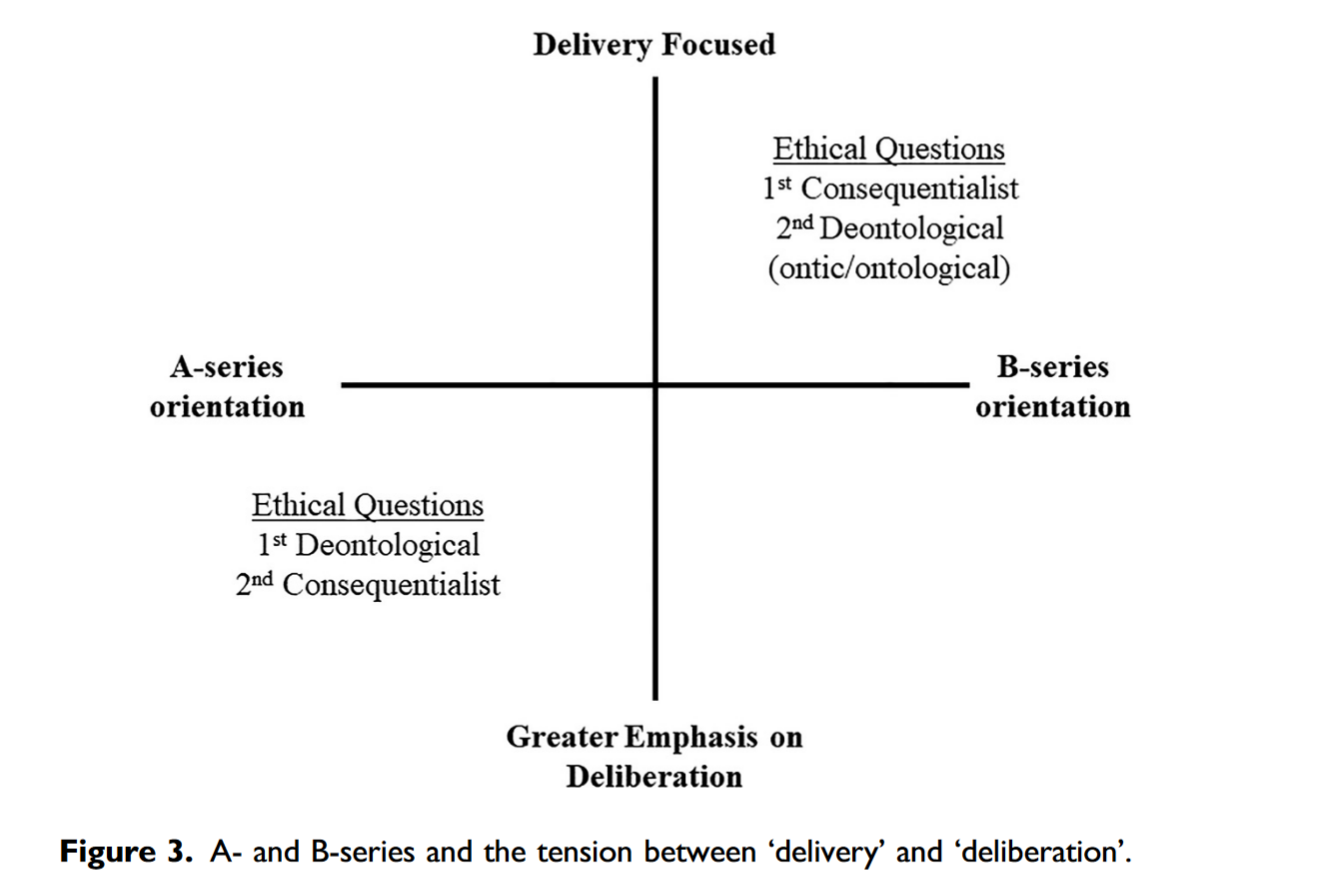 Delivery Focused
Ethical Questions
1st Consequentialist
2nd Deontological
(ontic/ontological)
A-series
orientation
B-series
orientation
Ethical Questions
1st Deontological
2nd Consequentialist
Greater Emphasis on
Deliberation
Figure 3. A- and B-series and the tension between ‘delivery’ and ‘deliberation’.